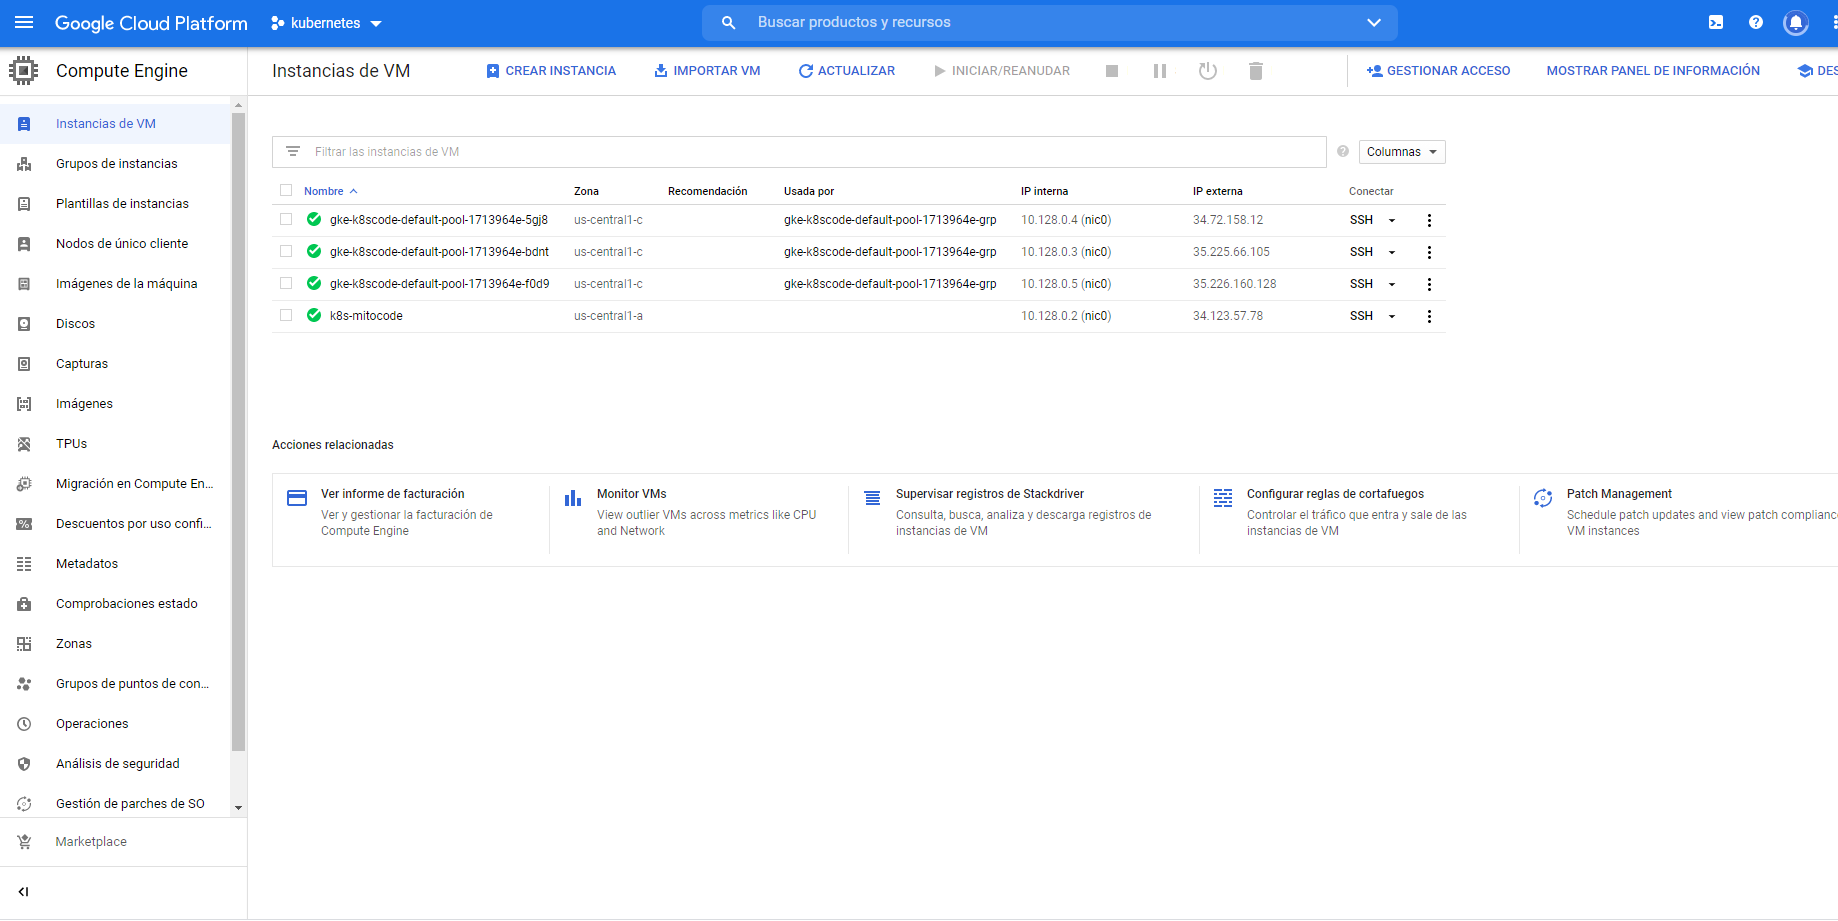 Google Cloud Platform
kubernetes
Buscar productos y recursos
Compute Engine
Instancias de VM
CREAR INSTANCIA
IMPORTAR VM
ACTUALIZAR
INICIAR/REANUDAR
GESTIONAR ACCESO
MOSTRAR PANEL DE INFORMACIÓN
DES
Instancias de VM
Grupos de instancias
Plantillas de instancias
Nodos de único cliente
Imágenes de la máquina
Discos
Capturas
Imágenes
TPUs
Migración en Compute En...
Descuentos por uso confi...
Metadatos
Comprobaciones estado
Zonas
Grupos de puntos de con...
Operaciones
Análisis de seguridad
Gestión de parches de SO
Marketplace
Filtrar las instancias de VM
Columnas
Nombre Zona Recomendación Usada por IP interna IP externa Conectar
gke-k8scode-default-pool-1713964e-5gj8 us-central1-c gke-k8scode-default-pool-1713964e-grp 10.128.0.4 (nic0) 34.72.158.12 SSH
gke-k8scode-default-pool-1713964e-bdnt us-central1-c gke-k8scode-default-pool-1713964e-grp 10.128.0.3 (nic0) 35.225.66.105 SSH
gke-k8scode-default-pool-1713964e-f0d9 us-central1-c gke-k8scode-default-pool-1713964e-grp 10.128.0.5 (nic0) 35.226.160.128 SSH
k8s-mitocode us-central1-a 10.128.0.2 (nic0) 34.123.57.78 SSH
Acciones relacionadas
Ver informe de facturación
Ver y gestionar la facturación de
Compute Engine
Monitor VMs
View outlier VMs across metrics like CPU
and Network
Supervisar registros de Stackdriver
Consulta, busca, analiza y descarga registros de
instancias de VM
Configurar reglas de cortafuegos
Controlar el tráfico que entra y sale de las
instancias de VM
Patch Management
Schedule patch updates and view patch compliance
VM instances